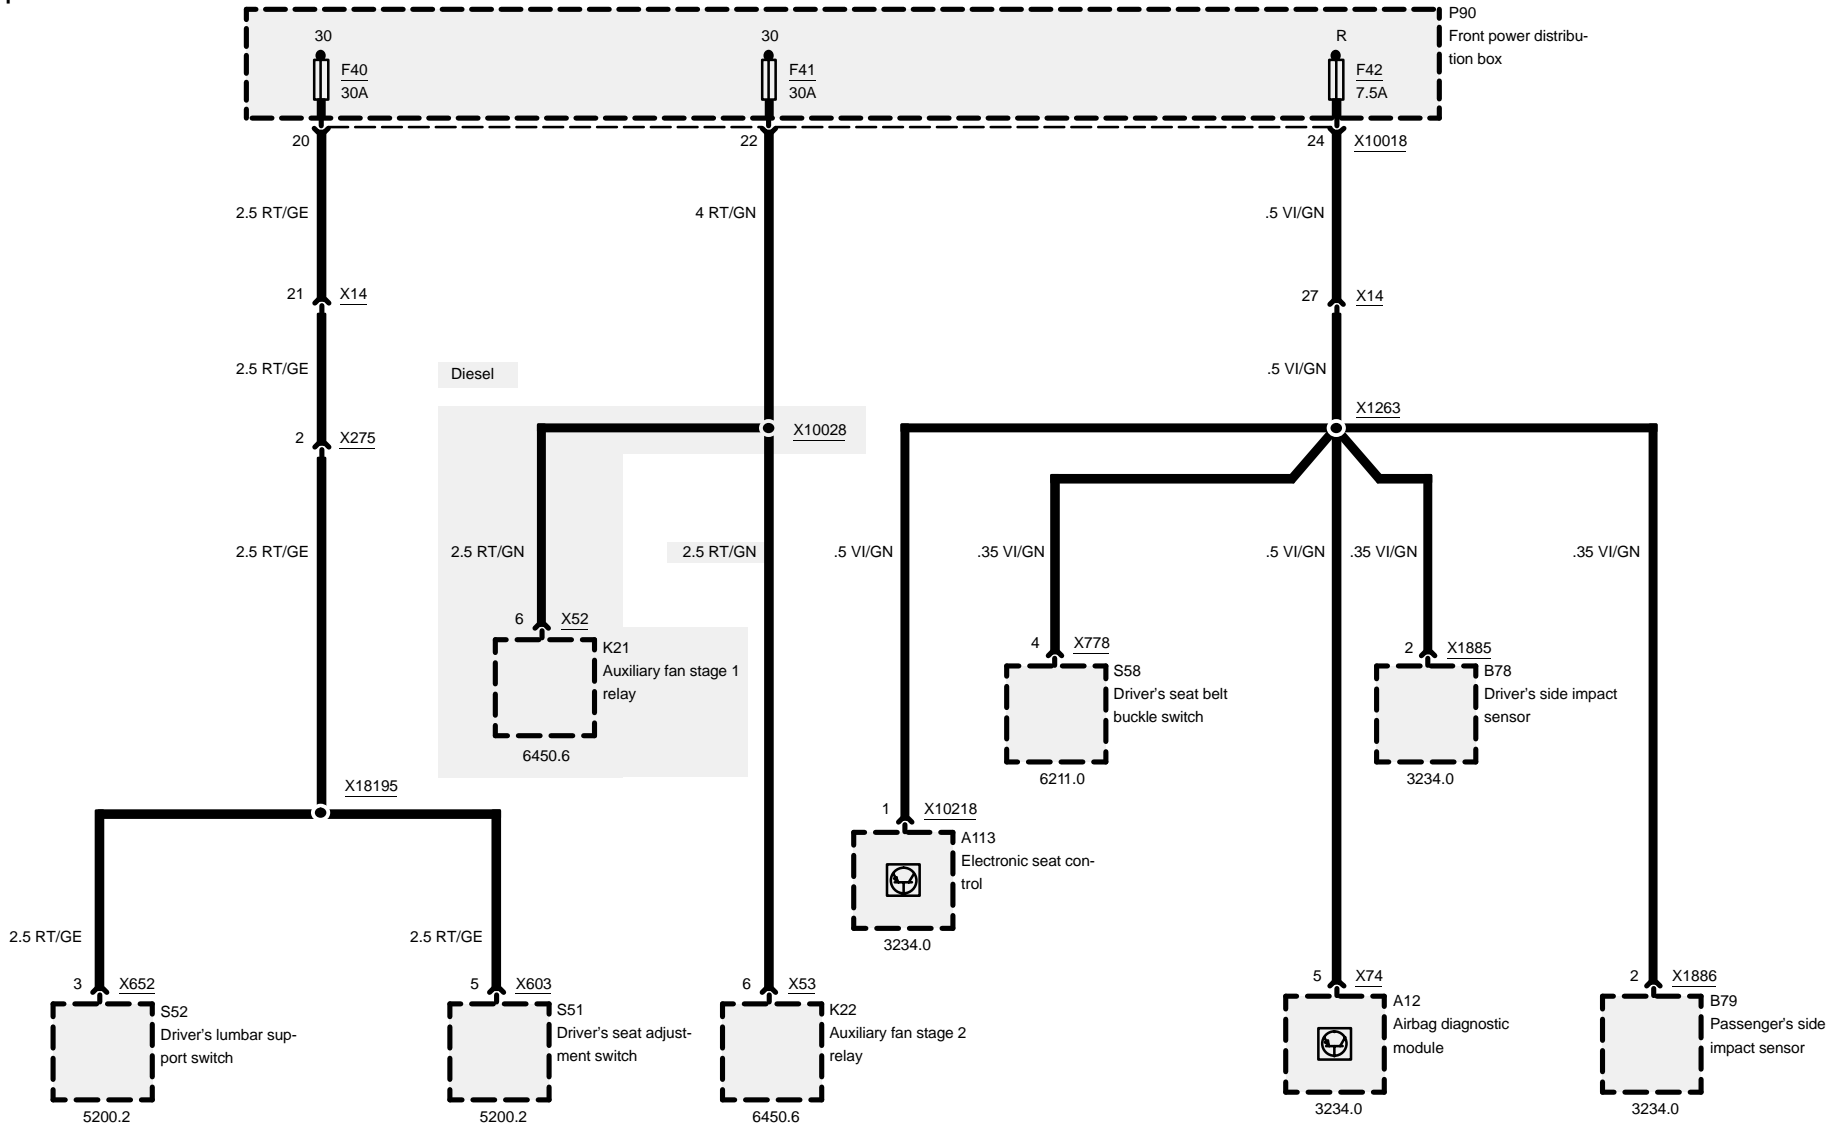 P90
30
30
R
Front power distribu-
tion box
F40
F41
F42
30A
30A
7.5A
20
22
24
X10018
2.5 RT/GE
4 RT/GN
.5 VI/GN
21
X14
27
X14
2.5 RT/GE
Diesel
.5 VI/GN
2
X275
X10028
X1263
2.5 RT/GE
2.5 RT/GN
2.5 RT/GN
.5 VI/GN
.35 VI/GN
.5 VI/GN
.35 VI/GN
.35 VI/GN
6
X52
K21
Auxiliary fan stage 1
relay
6450.6
4
X778
S58
Driver's seat belt
buckle switch
6211.0
2
X1885
B78
Driver's side impact
sensor
3234.0
X18195
1
X10218
A113
Electronic seat con-
trol
3234.0
2.5 RT/GE
2.5 RT/GE
3
X652
S52
Driver's lumbar sup-
port switch
5200.2
5
X603
S51
Driver's seat adjust-
ment switch
5200.2
6
X53
K22
Auxiliary fan stage 2
relay
6450.6
5
X74
A12
Airbag diagnostic
module
3234.0
2
X1886
B79
Passenger's side
impact sensor
3234.0